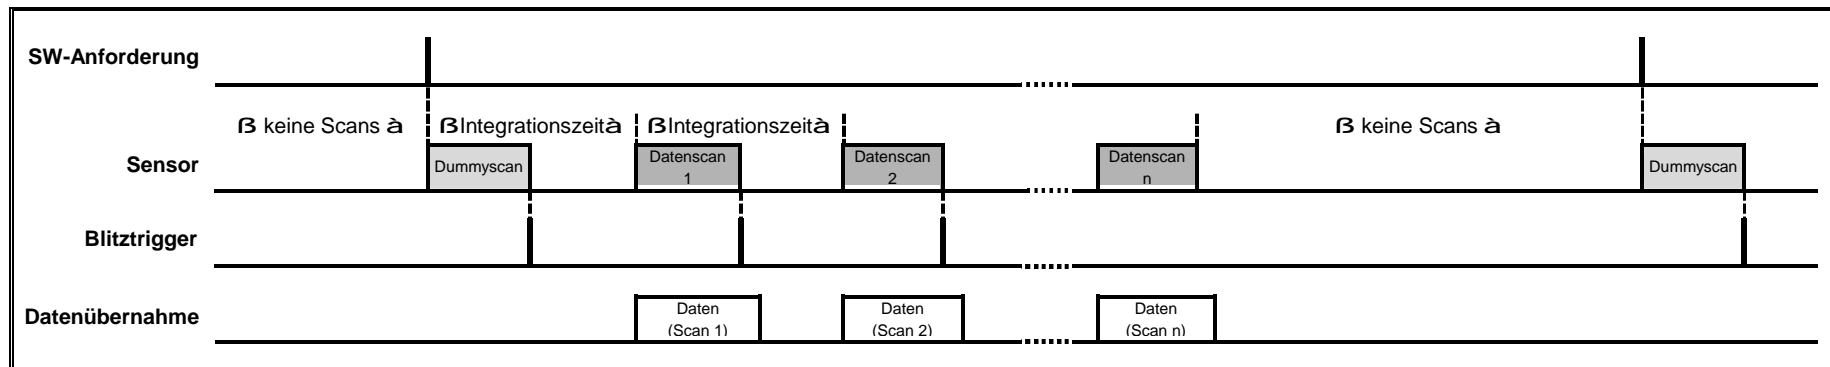 SW-Anforderung
ß keine Scans à
ßIntegrationszeità
ßIntegrationszeità
ß keine Scans à
Sensor
Dummyscan
Datenscan
1
Datenscan
2
Datenscan
n
Dummyscan
Blitztrigger
Datenübernahme
Daten
(Scan 1)
Daten
(Scan 2)
Daten
(Scan n)